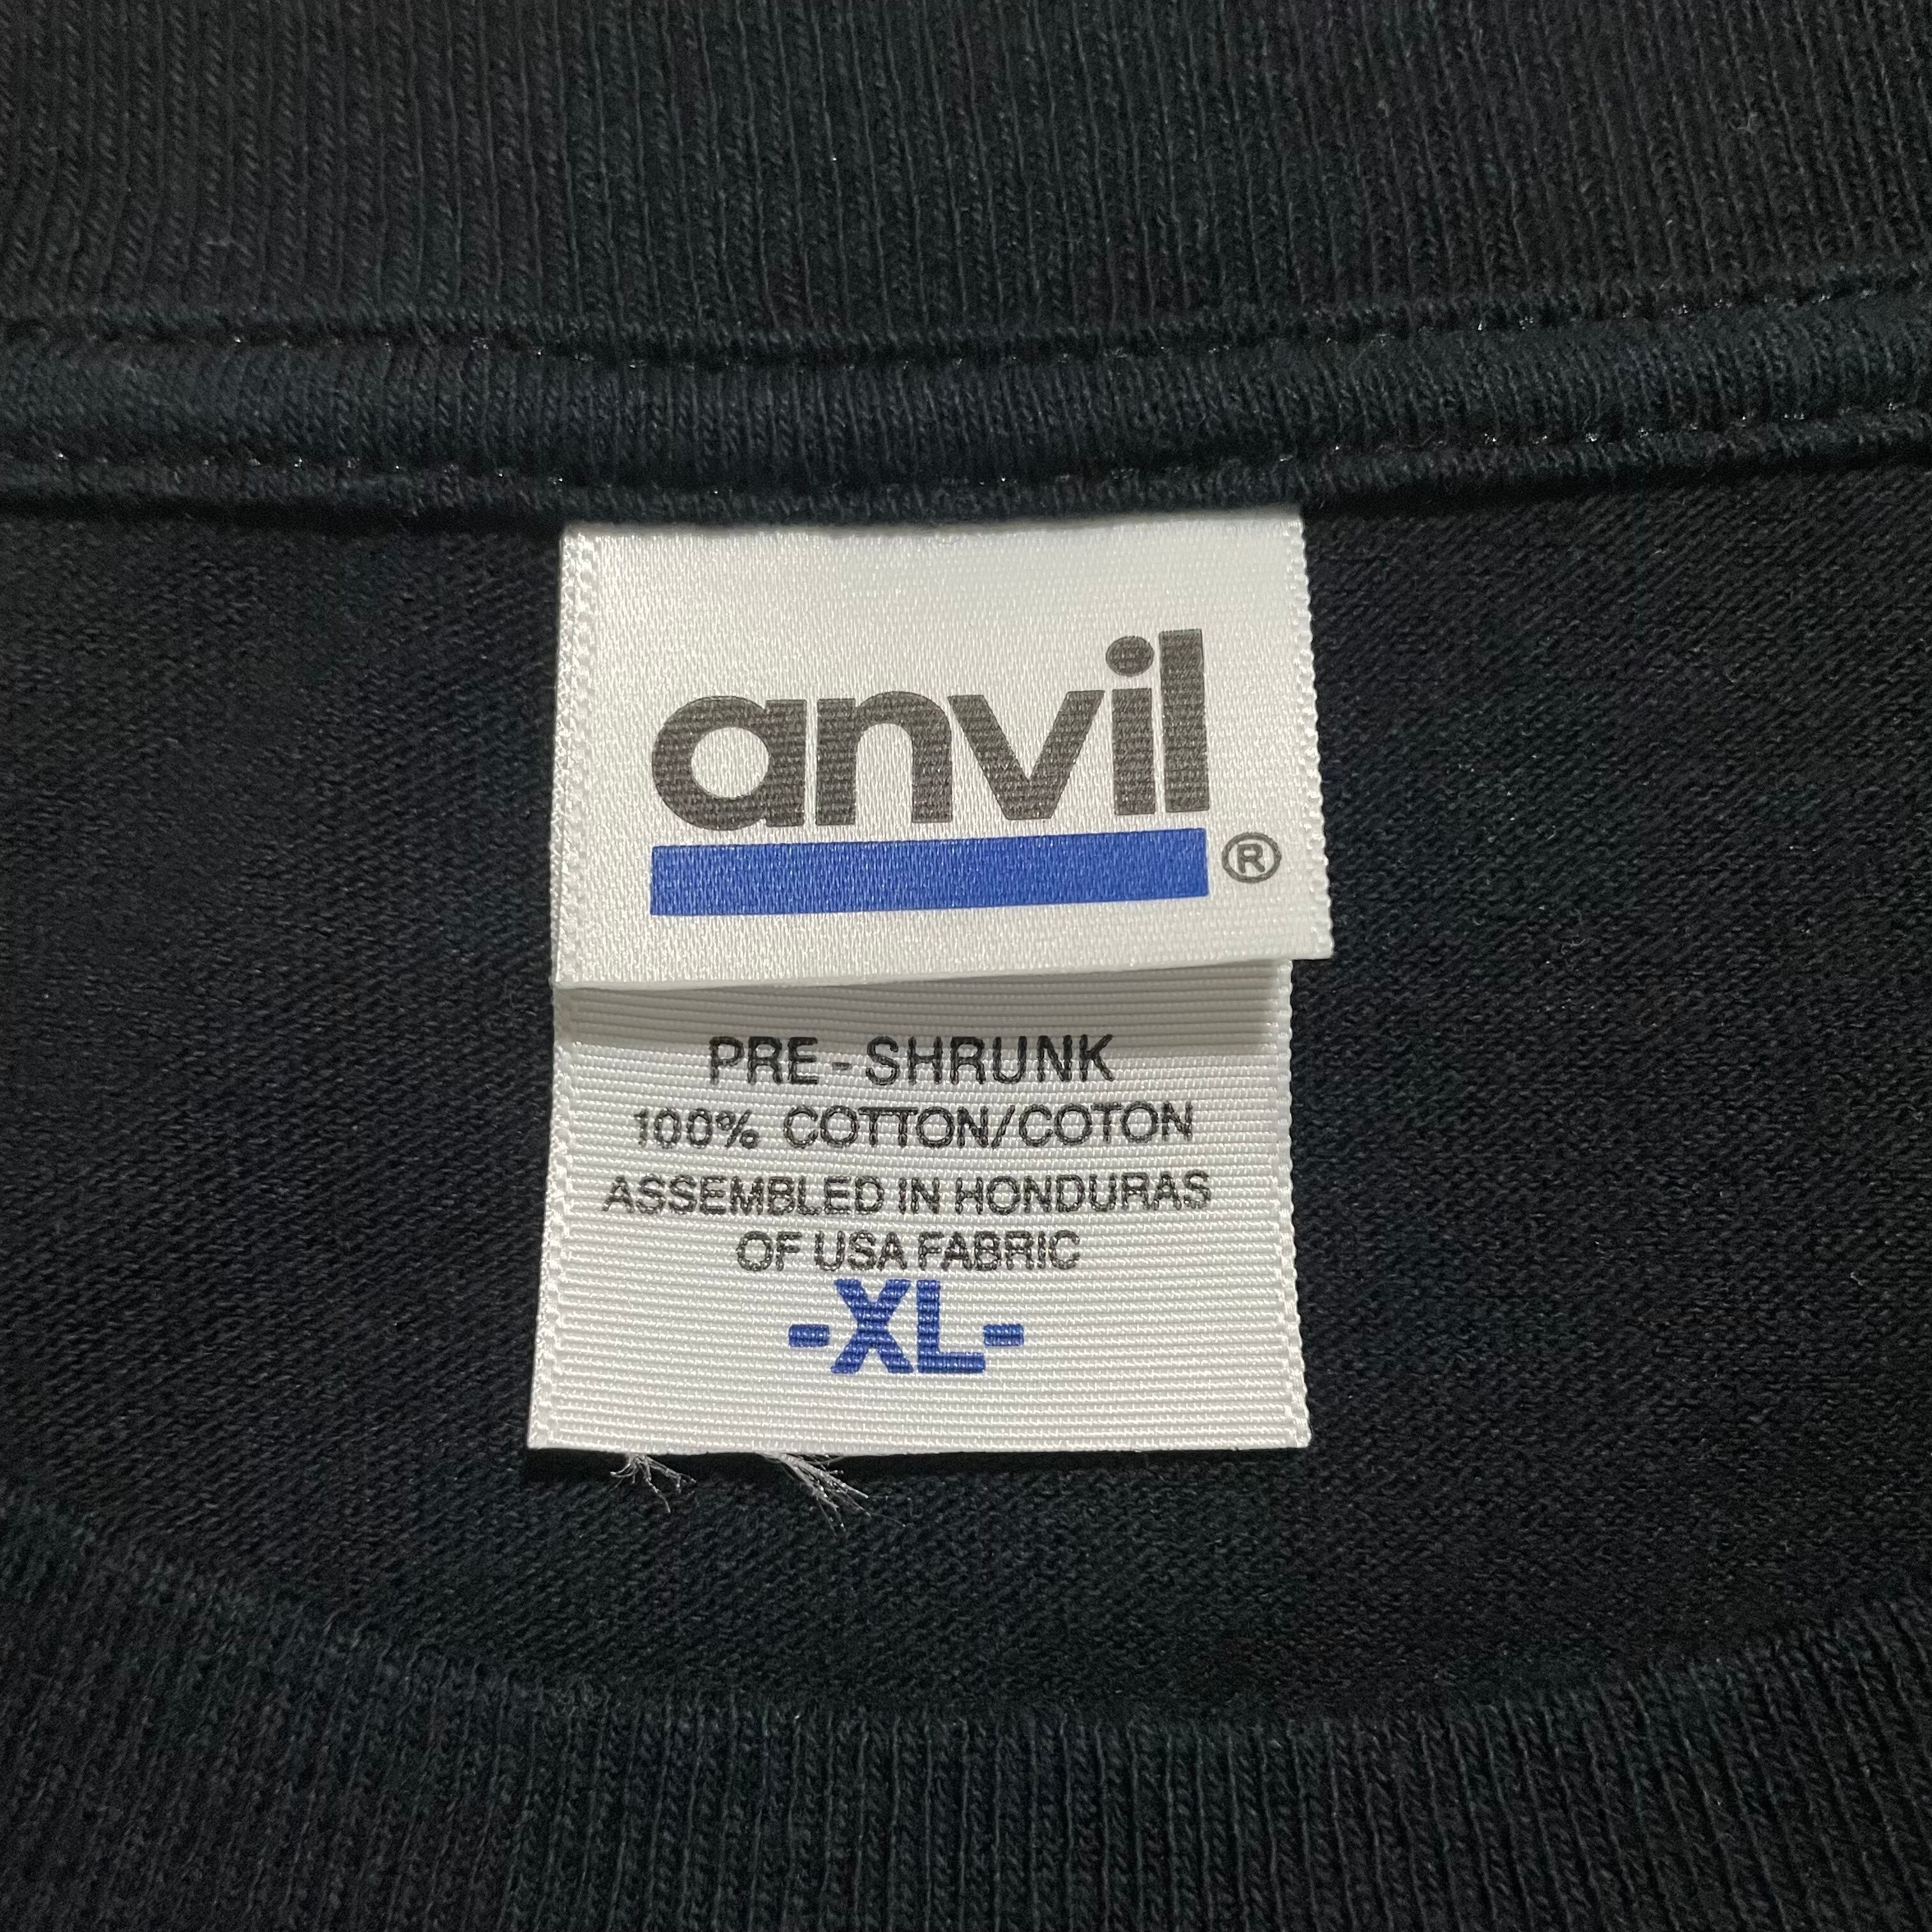 anvil
®
PRE-SHRUNK
100% COTTON/COTON
ASSEMBLED IN HONDURAS
OF USA FABRIC
-XL-